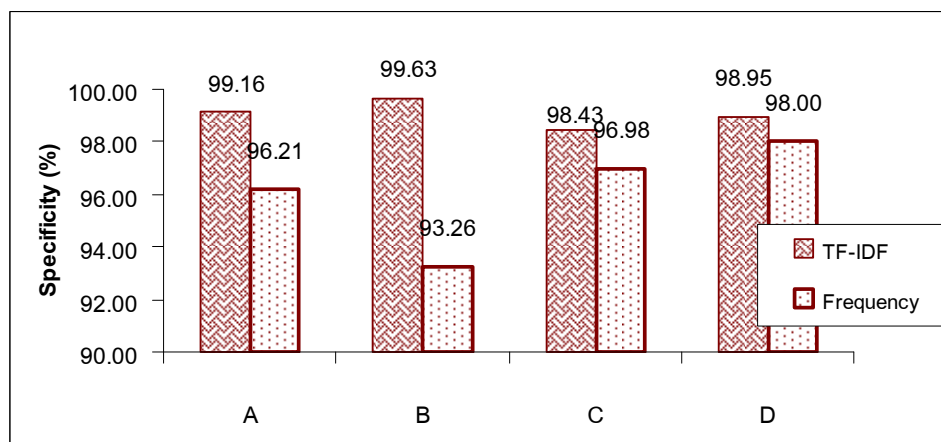 Specificity (%)
100.00
98.00
96.00
94.00
92.00
90.00
99.16
96.21
99.63
93.26
98.43
96.98
98.95
98.00
A
B
C
D
TF-IDF
Frequency